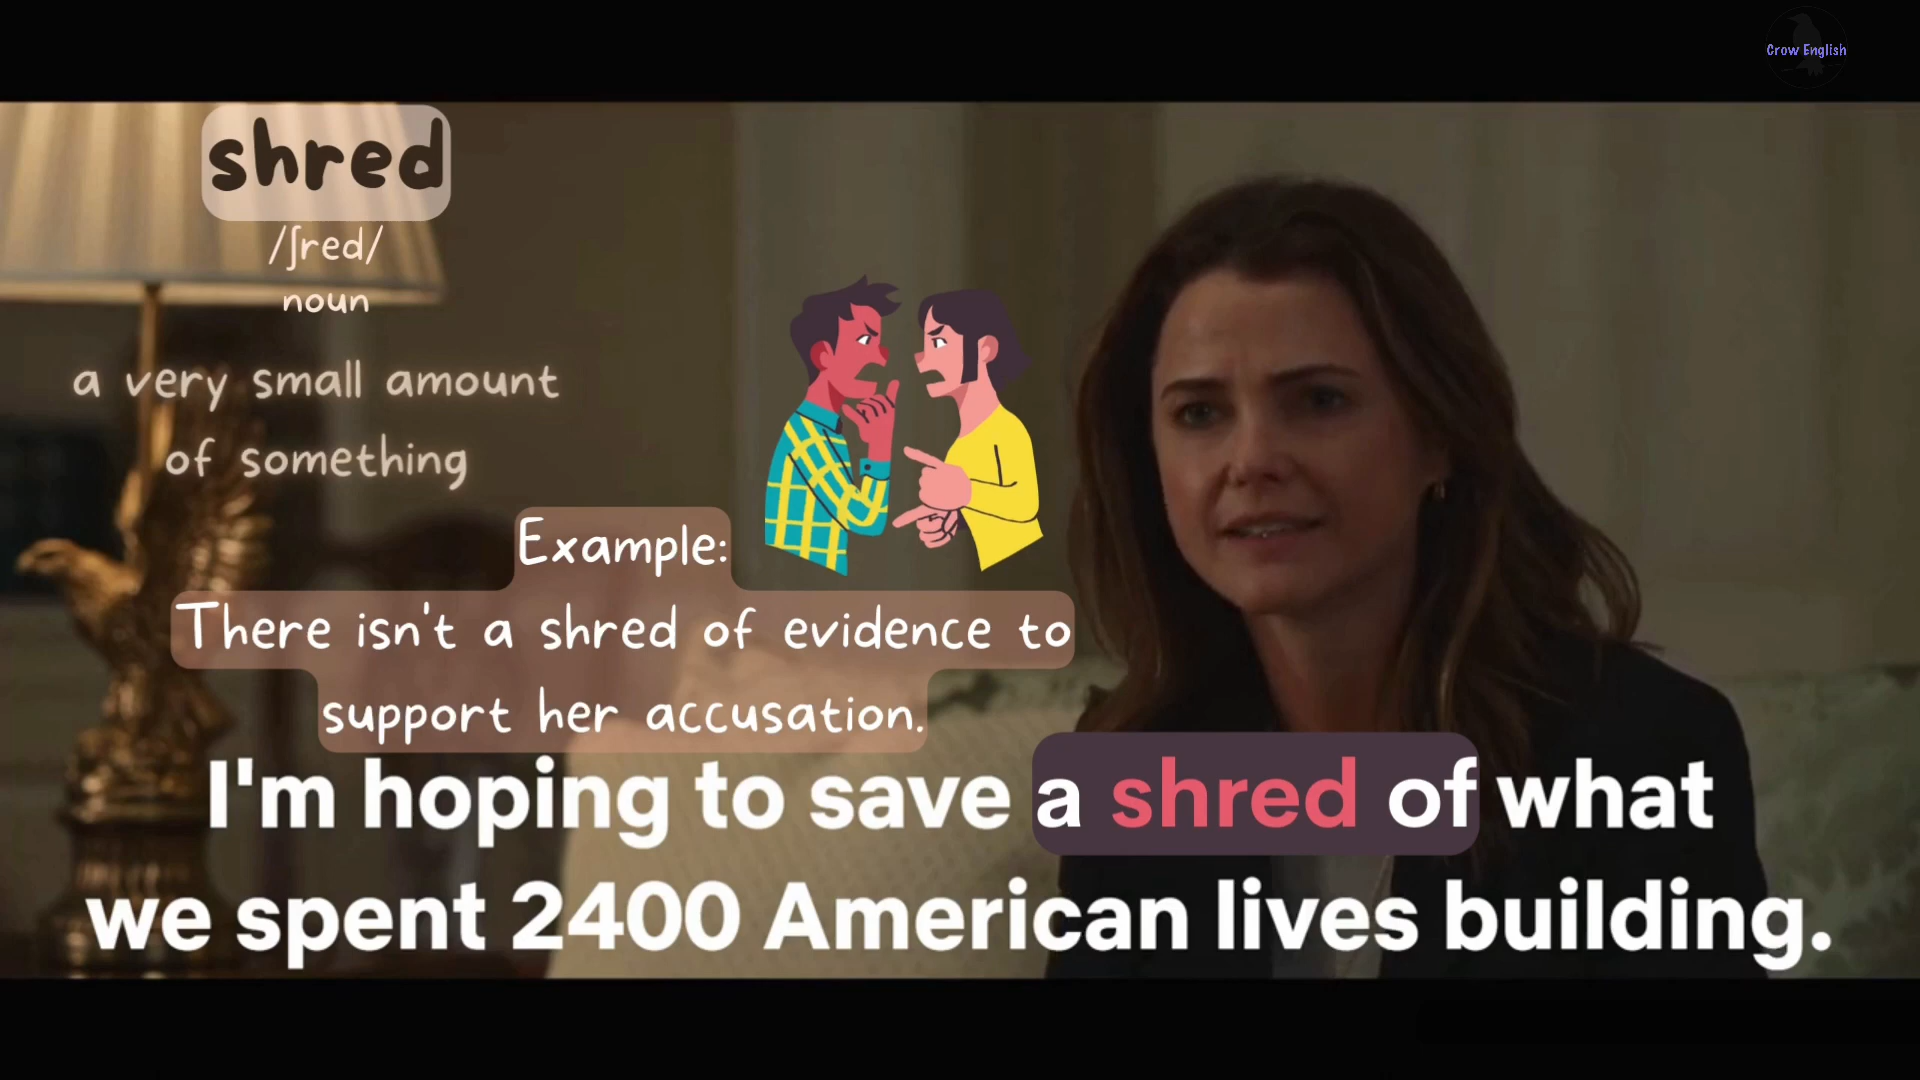 Crow English
shred
/ʃred/
noun
a very small amount
of something
Example:
There isn't a shred of evidence to
support her accusation.
I'm hoping to save a shred of what
we spent 2400 American lives building.